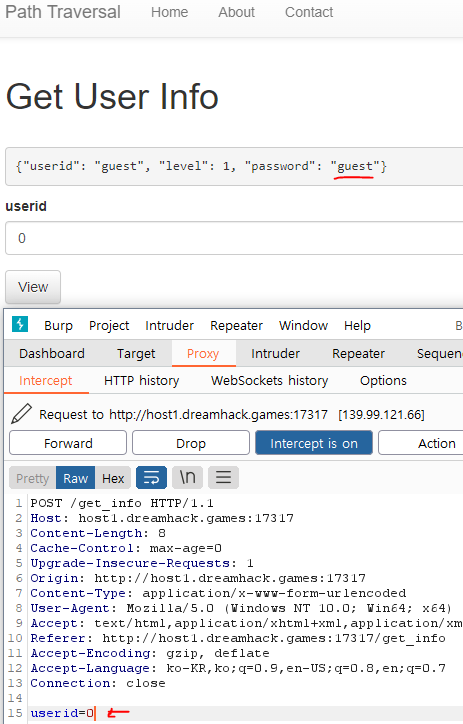 Path Traversal Home About Contact
Get User Info
{"userid": "guest", "level": 1, "password": "guest"}
userid
0
View
Burp Project Intruder Repeater Window Help B
Dashboard Target Proxy Intruder Repeater Sequen
Intercept HTTP history WebSockets history Options
Request to http://host1.dreamhack.games:17317 [139.99.121.66]
Forward Drop Intercept is on Action
Pretty Raw Hex \n
1 POST /get_info HTTP/1.1
2 Host: host1.dreamhack.games:17317
3 Content-Length: 8
4 Cache-Control: max-age=0
5 Upgrade-Insecure-Requests: 1
6 Origin: http://host1.dreamhack.games:17317
7 Content-Type: application/x-www-form-urlencoded
8 User-Agent: Mozilla/5.0 (Windows NT 10.0; Win64; x64)
9 Accept: text/html,application/xhtml+xml,application/xm
10 Referer: http://host1.dreamhack.games:17317/get_info
11 Accept-Encoding: gzip, deflate
12 Accept-Language: ko-KR,ko;q=0.9,en-US;q=0.8,en;q=0.7
13 Connection: close
14
15 userid=0